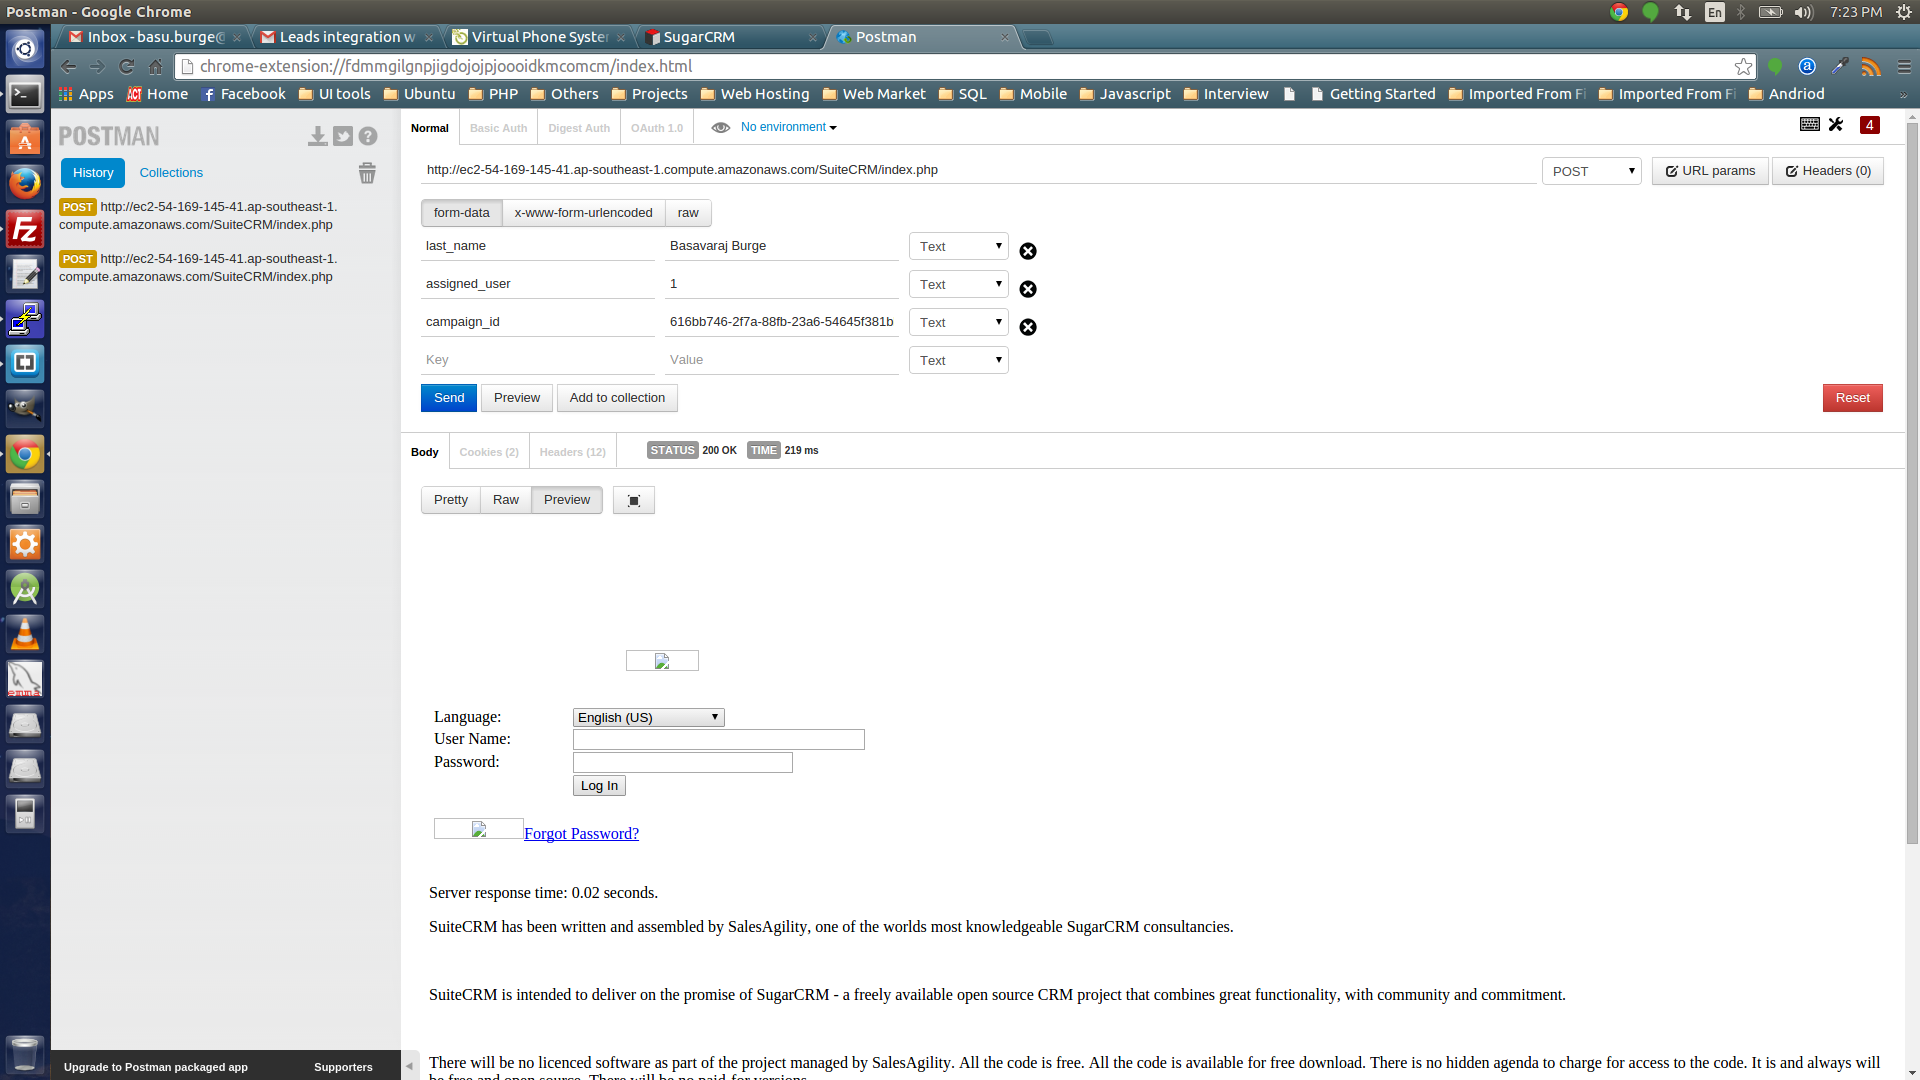 Postman - Google Chrome
En
7:23 PM
Inbox - basu.burge@
Leads integration w
Virtual Phone Syster
SugarCRM
Postman
chrome-extension://fdmmgilgnpjigdojojpjoooidkmcomcm/index.html
Apps
Home
Facebook
UI tools
Ubuntu
PHP
Others
Projects
Web Hosting
Web Market
SQL
Mobile
Javascript
Interview
Getting Started
Imported From Fi
Imported From Fi
Andriod
»
POSTMAN
Normal
Basic Auth
Digest Auth
OAuth 1.0
No environment
4
History
Collections
http://ec2-54-169-145-41.ap-southeast-1.compute.amazonaws.com/SuiteCRM/index.php
POST
URL params
Headers (0)
POST http://ec2-54-169-145-41.ap-southeast-1.
compute.amazonaws.com/SuiteCRM/index.php
POST http://ec2-54-169-145-41.ap-southeast-1.
compute.amazonaws.com/SuiteCRM/index.php
form-data
x-www-form-urlencoded
raw
last_name
Basavaraj Burge
Text
assigned_user
1
Text
campaign_id
616bb746-2f7a-88fb-23a6-54645f381b
Text
Key
Value
Text
Send
Preview
Add to collection
Reset
Body
Cookies (2)
Headers (12)
STATUS 200 OK
TIME 219 ms
Pretty
Raw
Preview
Language:
English (US)
User Name:
Password:
Log In
Forgot Password?
Server response time: 0.02 seconds.
SuiteCRM has been written and assembled by SalesAgility, one of the worlds most knowledgeable SugarCRM consultancies.
SuiteCRM is intended to deliver on the promise of SugarCRM - a freely available open source CRM project that combines great functionality, with community and commitment.
There will be no licenced software as part of the project managed by SalesAgility. All the code is free. All the code is available for free download. There is no hidden agenda to charge for access to the code. It is and always will
be free and open source. There will be no paid-for versions.
Upgrade to Postman packaged app
Supporters